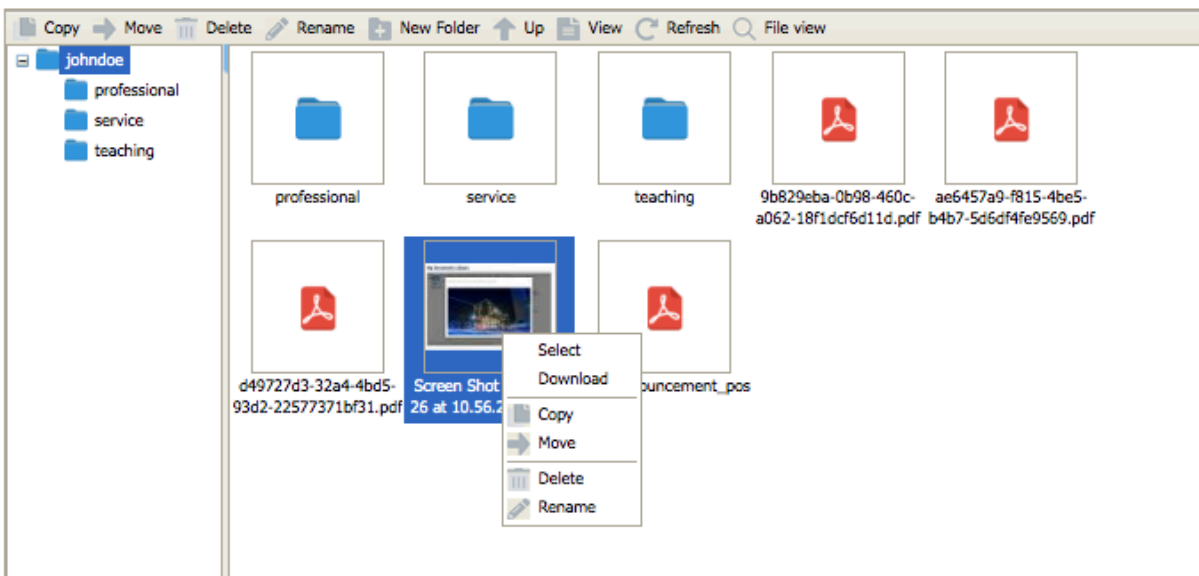 Copy Move Delete Rename New Folder Up View Refresh File view
johndoe
professional
service
teaching
professional service teaching 9b829eba-0b98-460c- ae6457a9-f815-4be5-
a062-18f1dcf6d11d.pdf b4b7-5d6df4fe9569.pdf
d49727d3-32a4-4bd5- Screen Shot
93d2-22577371bf31.pdf 26 at 10.56.2
Select
Download
Copy
Move
Delete
Rename